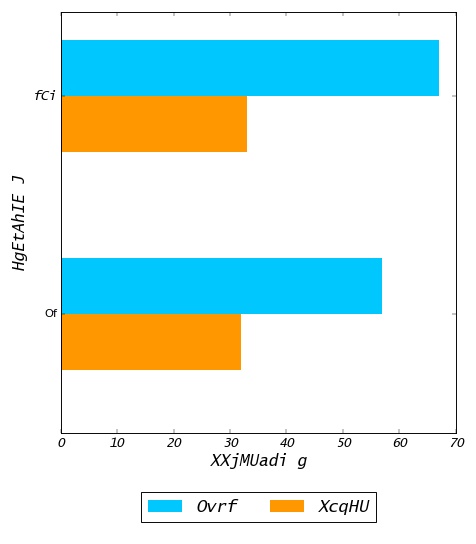 fCi
HgEtAhIE J
Of
0 10 20 30 40 50 60 70
XXjMUadi g
Ovrf XcqHU